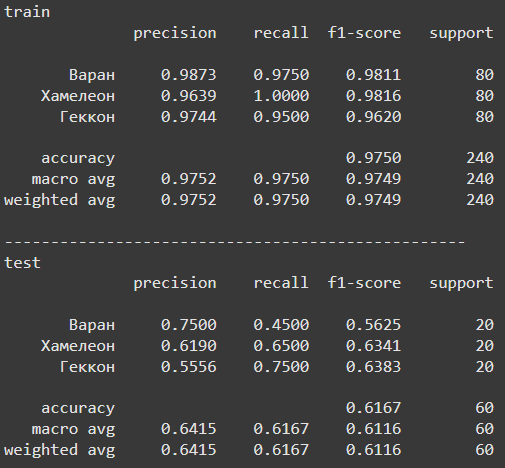 train
precision recall f1-score support
Варан 0.9873 0.9750 0.9811 80
Хамелеон 0.9639 1.0000 0.9816 80
Геккон 0.9744 0.9500 0.9620 80
accuracy 0.9750 240
macro avg 0.9752 0.9750 0.9749 240
weighted avg 0.9752 0.9750 0.9749 240
--------------------------------------------------
test
precision recall f1-score support
Варан 0.7500 0.4500 0.5625 20
Хамелеон 0.6190 0.6500 0.6341 20
Геккон 0.5556 0.7500 0.6383 20
accuracy 0.6167 60
macro avg 0.6415 0.6167 0.6116 60
weighted avg 0.6415 0.6167 0.6116 60